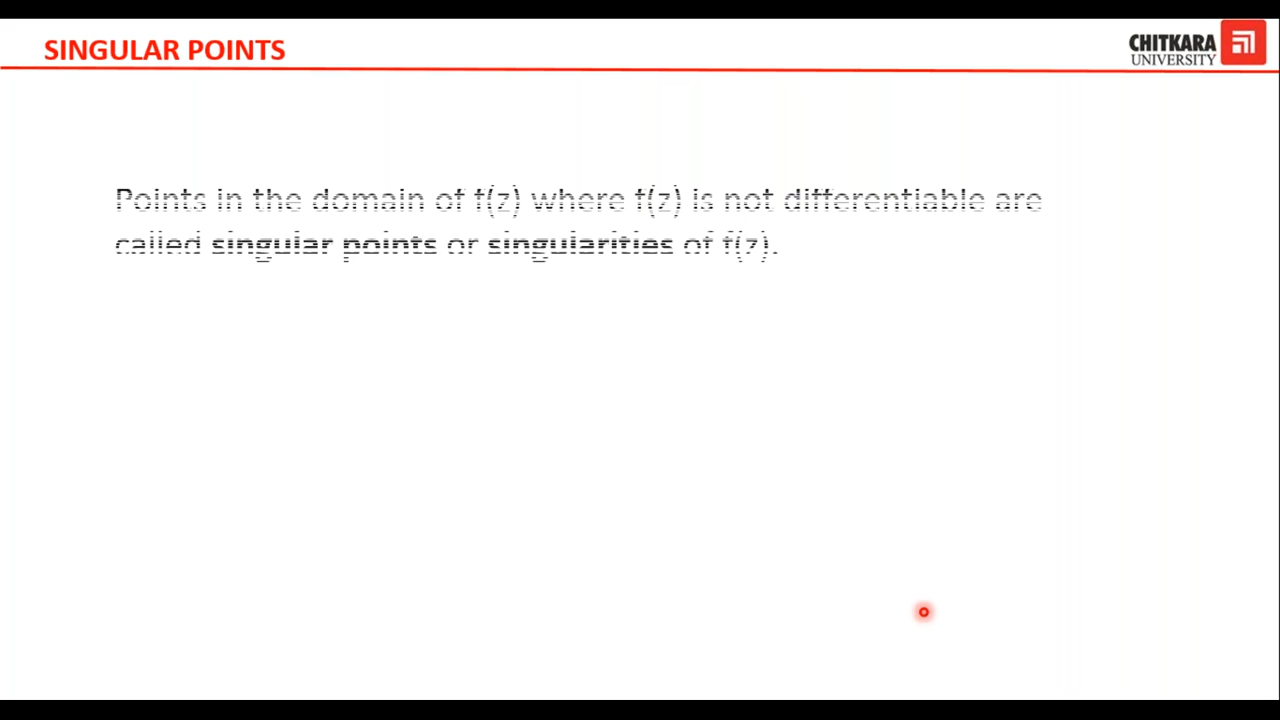 SINGULAR POINTS
CHITKARA
UNIVERSITY
Points in the domain of f(z) where f(z) is not differentiable are
called singular points or singularities of f(z).